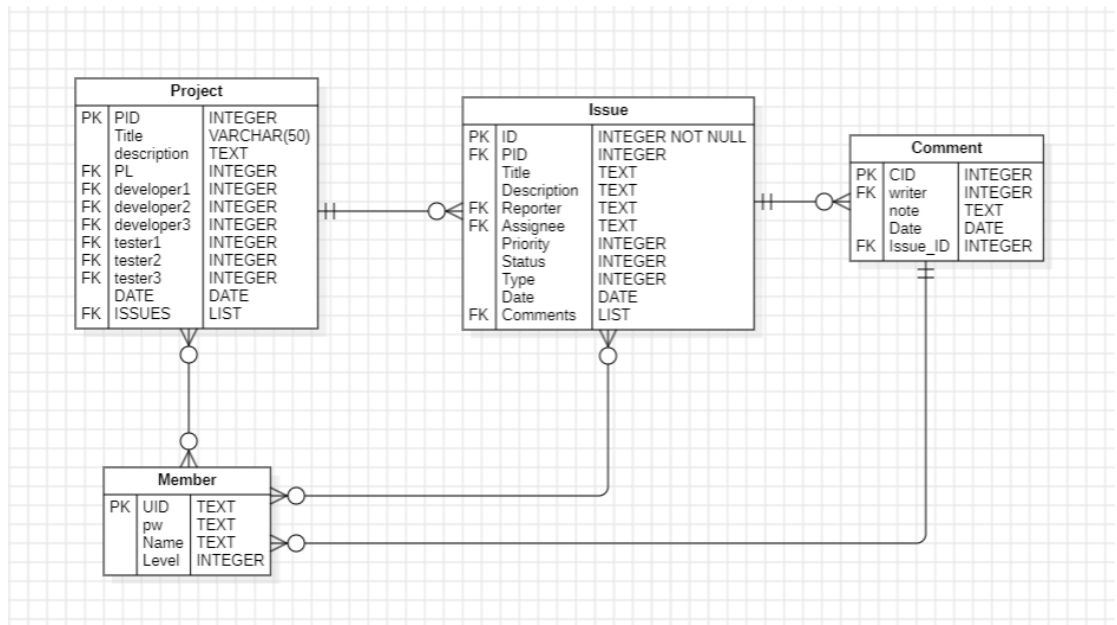 Project
PK PID INTEGER
Title VARCHAR(50)
description TEXT
FK PL INTEGER
FK developer1 INTEGER
FK developer2 INTEGER
FK developer3 INTEGER
FK tester1 INTEGER
FK tester2 INTEGER
FK tester3 INTEGER
DATE DATE
FK ISSUES LIST
Issue
PK ID INTEGER NOT NULL
FK PID INTEGER
Title TEXT
Description TEXT
FK Reporter TEXT
FK Assignee TEXT
Priority INTEGER
Status INTEGER
Type INTEGER
Date DATE
FK Comments LIST
Comment
PK CID INTEGER
FK writer INTEGER
note TEXT
Date DATE
FK Issue_ID INTEGER
Member
PK UID TEXT
pw TEXT
Name TEXT
Level INTEGER